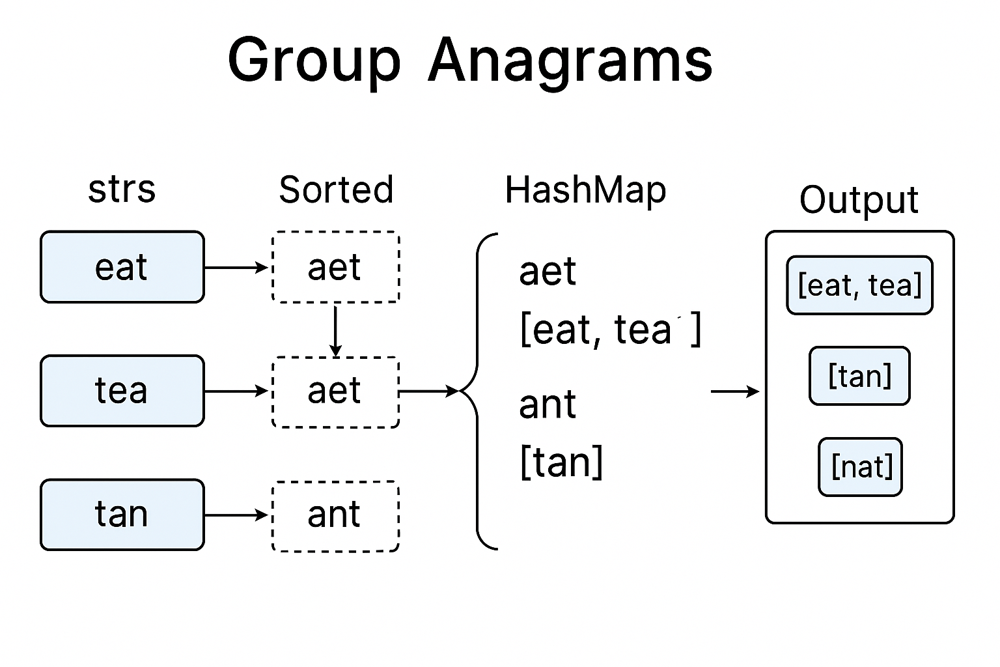 Group Anagrams
strs
Sorted
HashMap
Output
eat
aet
tea
aet
tan
ant
aet
[eat, tea ]
ant
[tan]
[eat, tea]
[tan]
[nat]